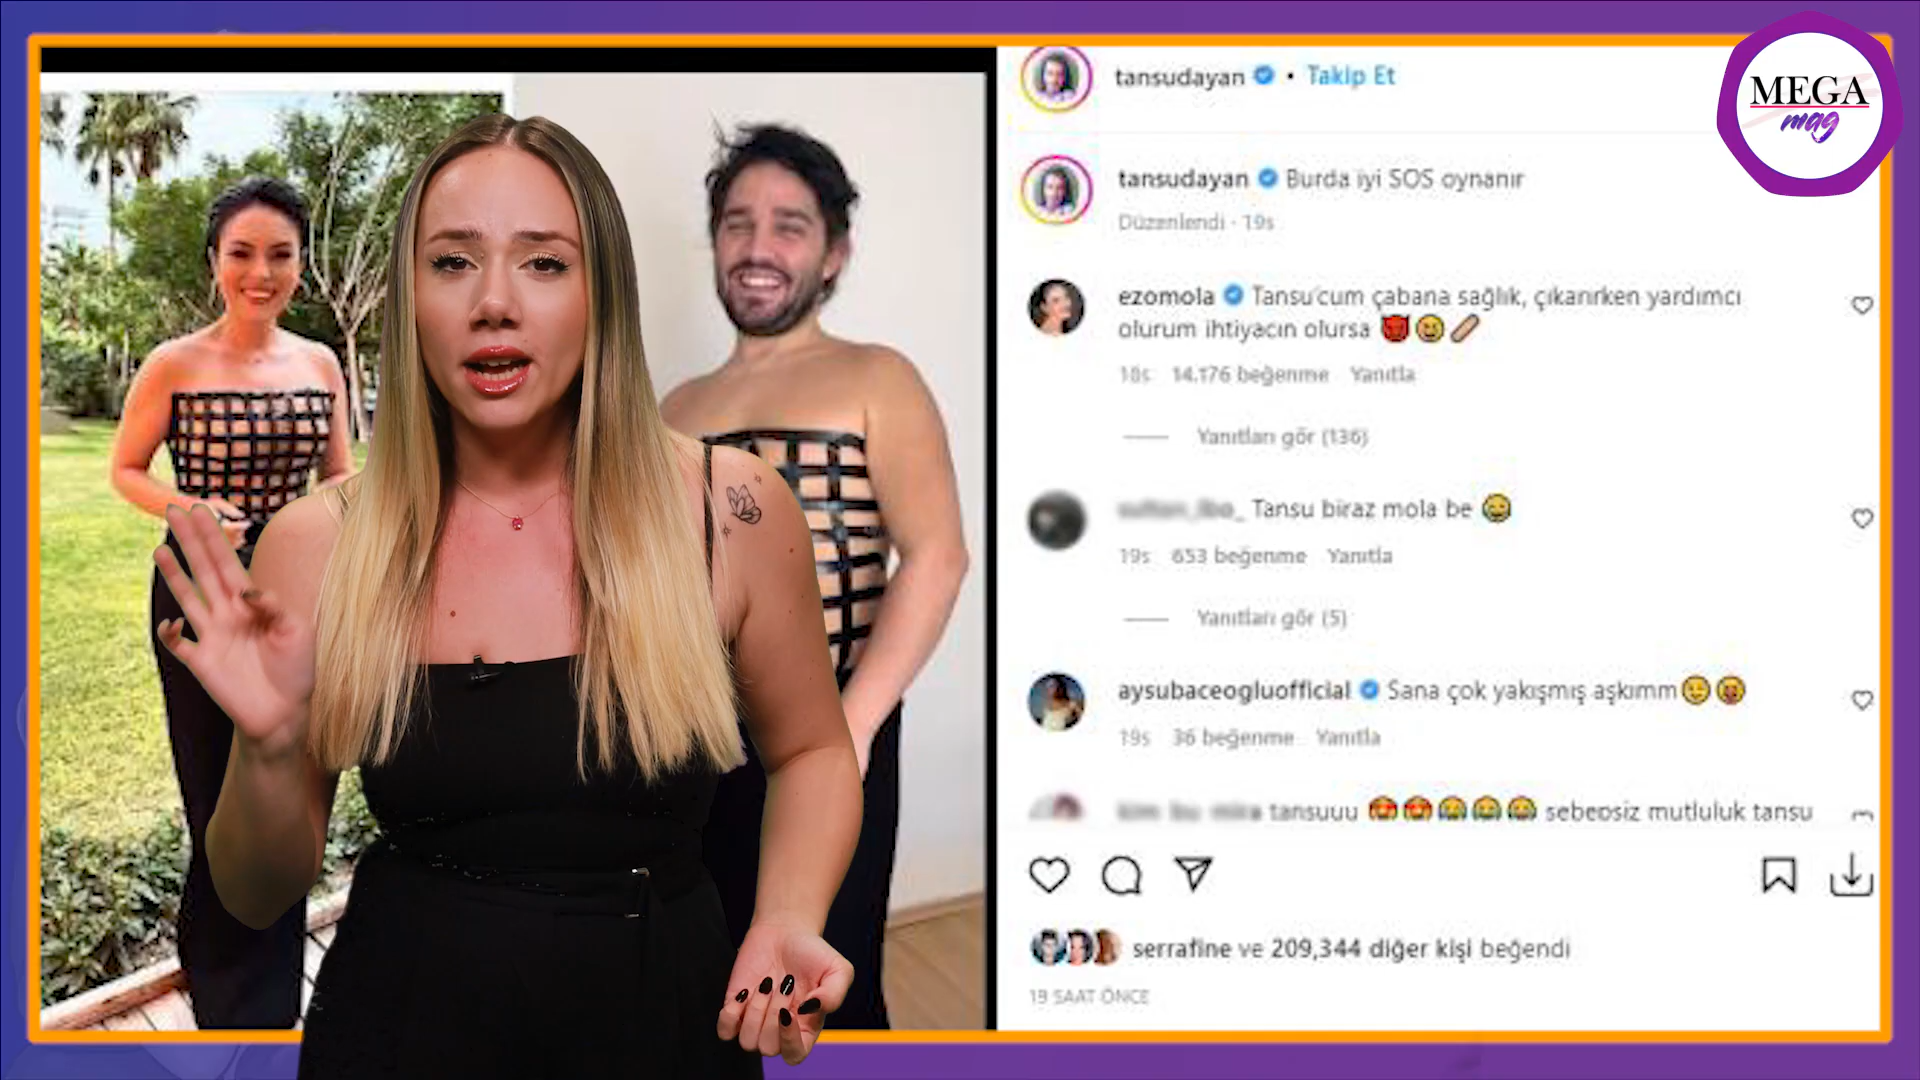 MEGA
mag
tansudayan • Takip Et
tansudayan Burda iyi SOS oynanır
Düzenlendi · 19s
ezomola Tansu'cum çabana sağlık, çıkarırken yardımcı
olurum ihtiyacın olursa 👹😜🩹
18s 14.176 beğenme Yanıtla
Yanıtları gör (136)
Tansu biraz mola be 😂
19s 653 beğenme Yanıtla
Yanıtları gör (5)
aysubaceogluofficial Sana çok yakışmış aşkımm😉😝
19s 36 beğenme Yanıtla
tansuuu 😍😍😂😂😂 sebepsiz mutluluk tansu
serrafine ve 209,344 diğer kişi beğendi
19 SAAT ÖNCE